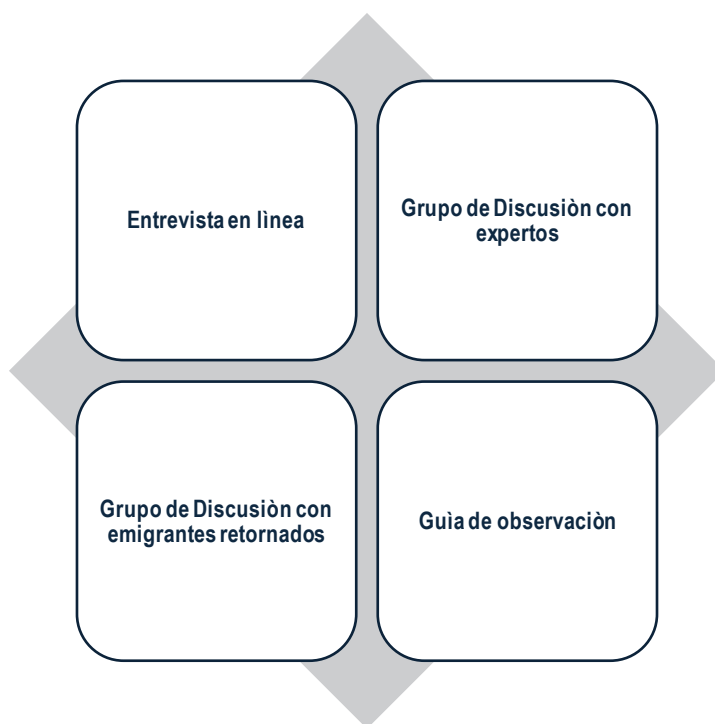 Entrevista en lìnea
Grupo de Discusiòn con
expertos
Grupo de Discusiòn con
emigrantes retornados
Guìa de observaciòn